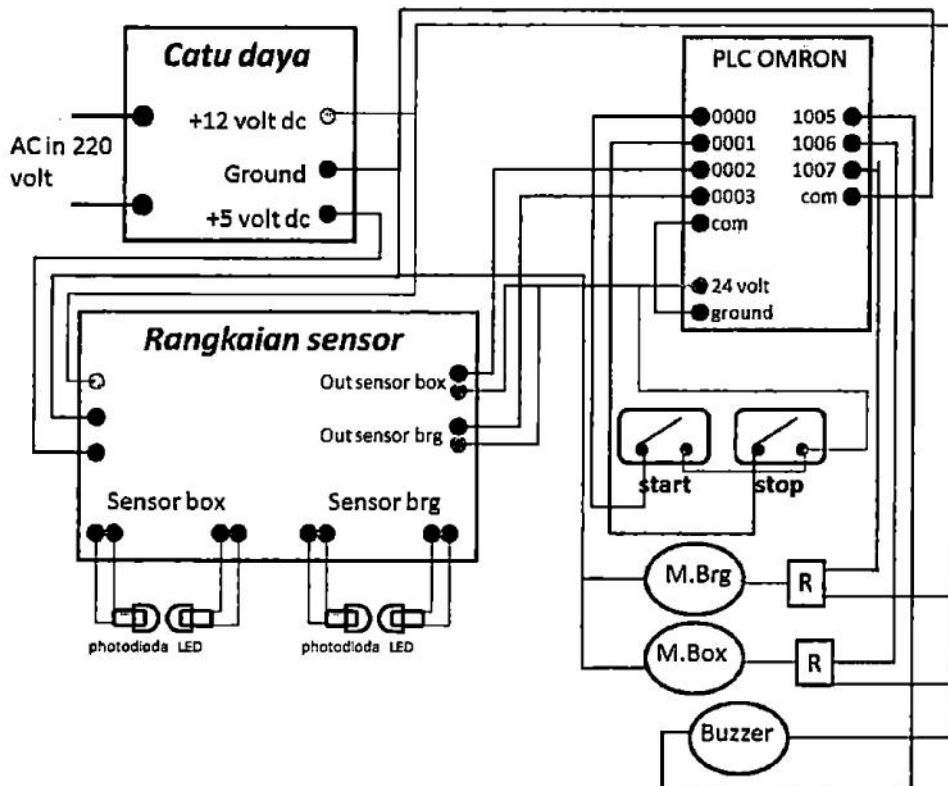 Catu daya
+12 volt dc
Ground
+5 volt dc
AC in 220
volt
PLC OMRON
0000
0001
0002
0003
com
24 volt
ground
1005
1006
1007
com
Rangkaian sensor
Out sensor box
Out sensor brg
Sensor box
Sensor brg
photodioda LED
photodioda LED
start
stop
M.Brg
R
M.Box
R
Buzzer